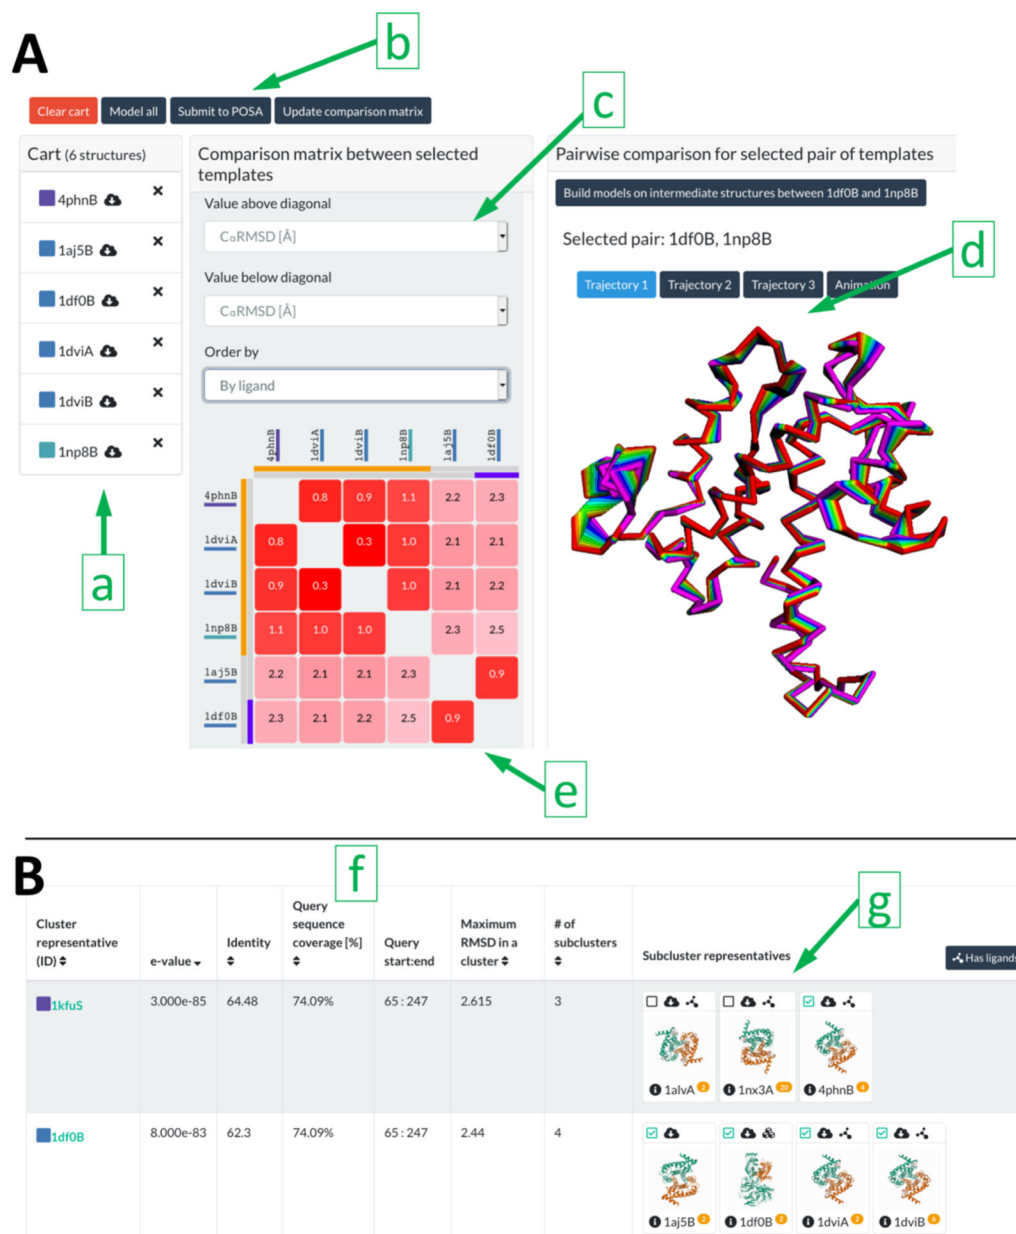 A
b
Clear cart Model all Submit to POSA Update comparison matrix
c
Cart (6 structures)
4phnB
1aj5B
1df0B
1dviA
1dviB
1np8B
a
Comparison matrix between selected
templates
Value above diagonal
CαRMSD [Å]
Value below diagonal
CαRMSD [Å]
Order by
By ligand
4phnB 1dviA 1dviB 1np8B 1aj5B 1df0B
4phnB 0.8 0.9 1.1 2.2 2.3
1dviA 0.8 0.3 1.0 2.1 2.1
1dviB 0.9 0.3 1.0 2.1 2.2
1np8B 1.1 1.0 1.0 2.3 2.5
1aj5B 2.2 2.1 2.1 2.3 0.9
1df0B 2.3 2.1 2.2 2.5 0.9
e
Pairwise comparison for selected pair of templates
Build models on intermediate structures between 1df0B and 1np8B
Selected pair: 1df0B, 1np8B
d
Trajectory 1 Trajectory 2 Trajectory 3 Animation
B
f
g
Cluster
representative
(ID)
e-value
Identity
Query
sequence
coverage [%]
Query
start:end
Maximum
RMSD in a
cluster
# of
subclusters
Subcluster representatives
Has ligands
1kfuS 3.000e-85 64.48 74.09% 65 : 247 2.615 3
1alvA 2 1nx3A 20 4phnB 4
1df0B 8.000e-83 62.3 74.09% 65 : 247 2.44 4
1aj5B 2 1df0B 2 1dviA 2 1dviB 6